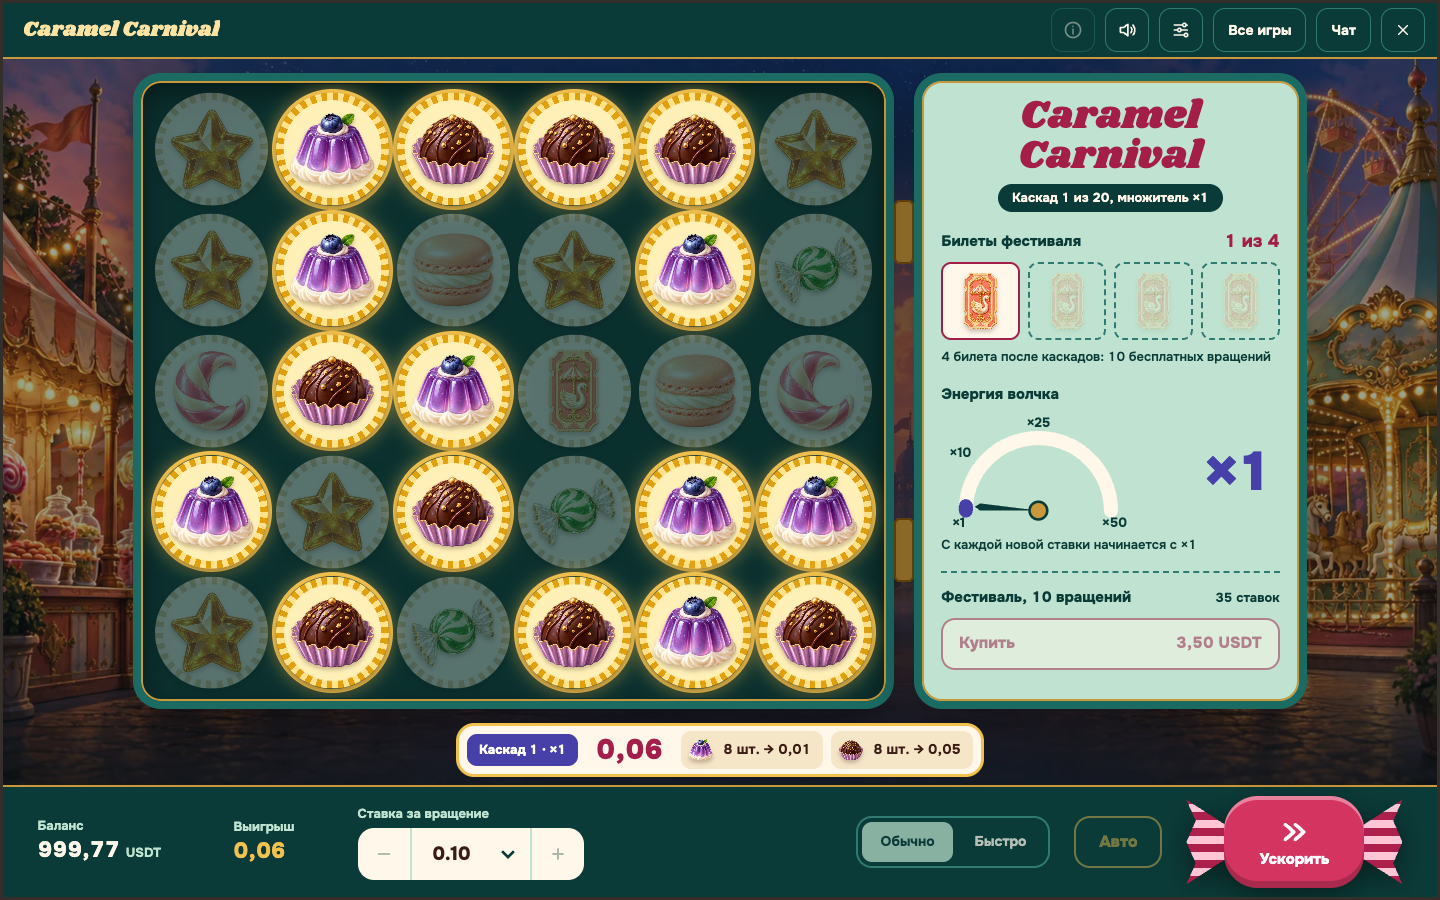 Caramel Carnival
Все игры
Чат
Caramel
Carnival
Каскад 1 из 20, множитель ×1
Билеты фестиваля
1 из 4
4 билета после каскадов: 10 бесплатных вращений
Энергия волчка
×25
×10
×1
×1
×50
С каждой новой ставки начинается с ×1
Фестиваль, 10 вращений
35 ставок
Купить
3,50 USDT
Каскад 1 · ×1
0,06
8 шт. → 0,01
8 шт. → 0,05
Баланс
999,77 USDT
Выигрыш
0,06
Ставка за вращение
0.10
Обычно
Быстро
Авто
Ускорить